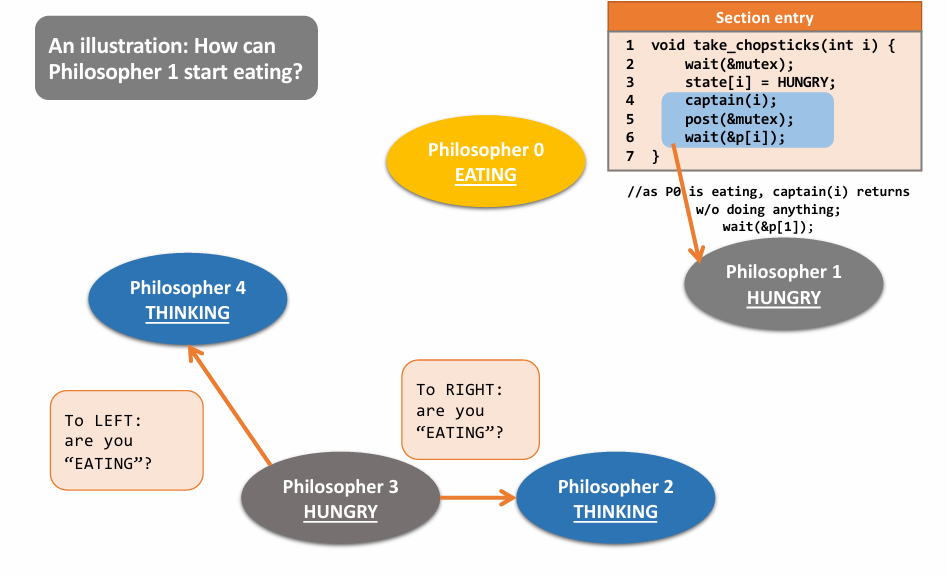 An illustration: How can
Philosopher 1 start eating?
Section entry
1 void take_chopsticks(int i) {
2 wait(&mutex);
3 state[i] = HUNGRY;
4 captain(i);
5 post(&mutex);
6 wait(&p[i]);
7 }
//as P0 is eating, captain(i) returns
w/o doing anything;
wait(&p[1]);
Philosopher 0
EATING
Philosopher 1
HUNGRY
Philosopher 4
THINKING
To RIGHT:
are you
“EATING”?
To LEFT:
are you
“EATING”?
Philosopher 3
HUNGRY
Philosopher 2
THINKING